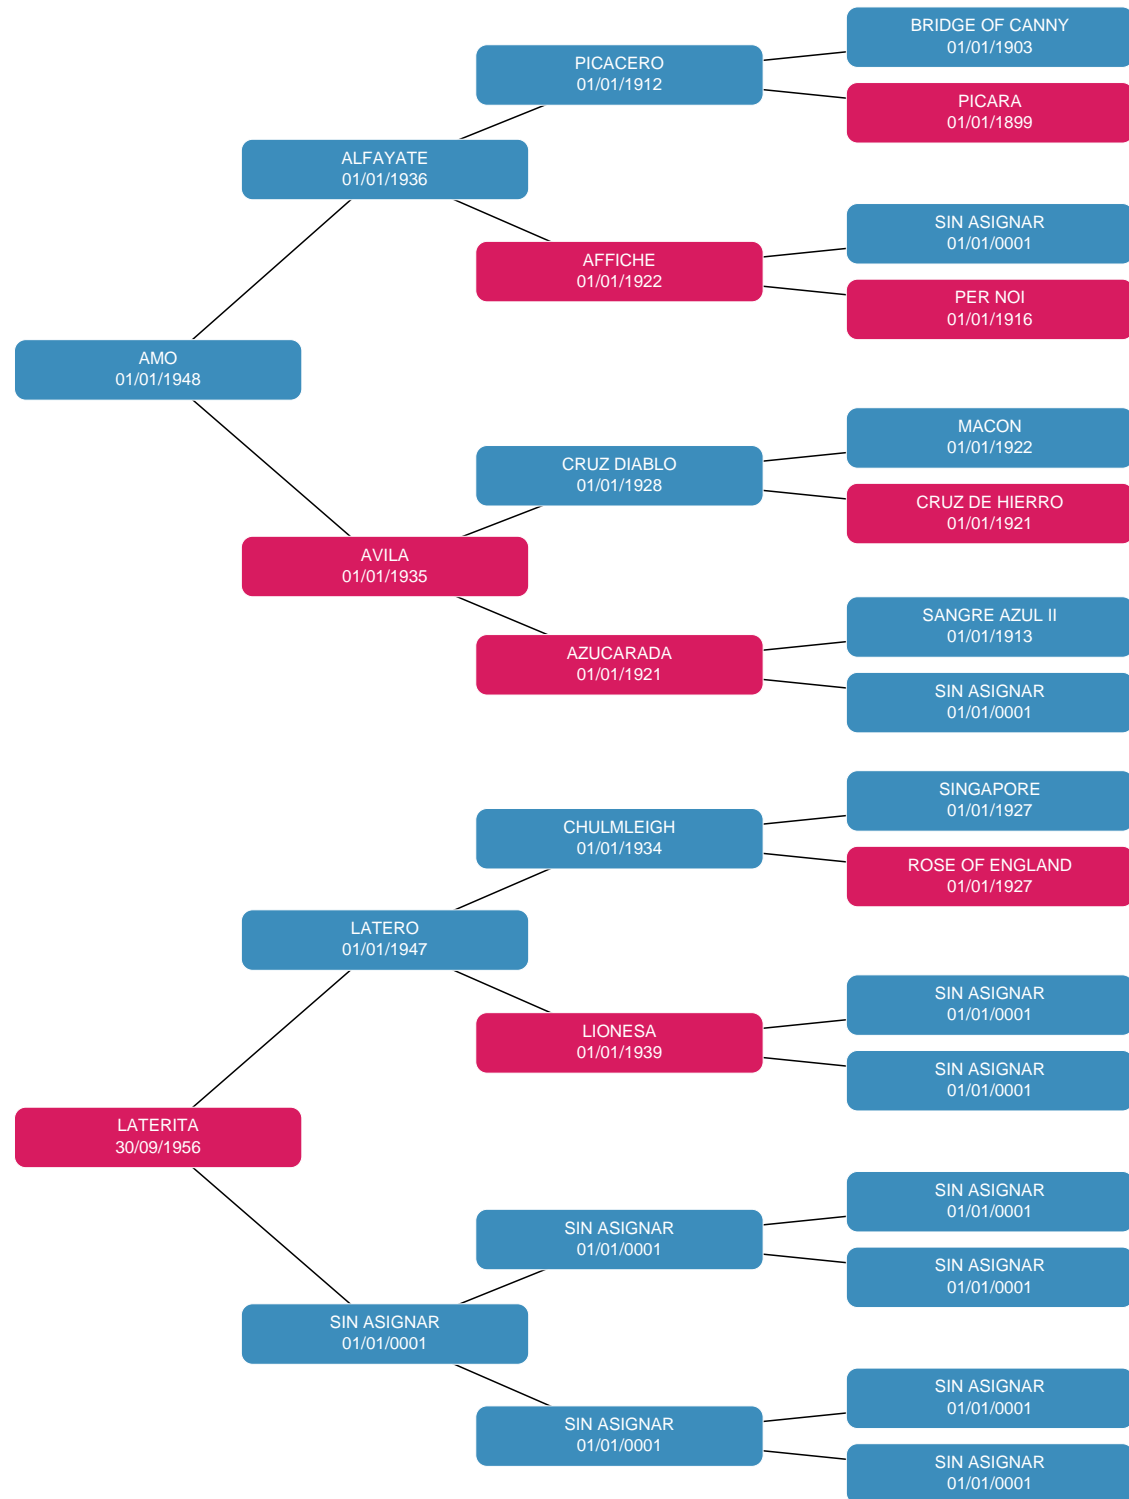 BRIDGE OF CANNY
01/01/1903
PICACERO
01/01/1912
PICARA
01/01/1899
ALFAYATE
01/01/1936
SIN ASIGNAR
01/01/0001
AFFICHE
01/01/1922
PER NOI
01/01/1916
AMO
01/01/1948
MACON
01/01/1922
CRUZ DIABLO
01/01/1928
CRUZ DE HIERRO
01/01/1921
AVILA
01/01/1935
SANGRE AZUL II
01/01/1913
AZUCARADA
01/01/1921
SIN ASIGNAR
01/01/0001
SINGAPORE
01/01/1927
CHULMLEIGH
01/01/1934
ROSE OF ENGLAND
01/01/1927
LATERO
01/01/1947
SIN ASIGNAR
01/01/0001
LIONESA
01/01/1939
SIN ASIGNAR
01/01/0001
LATERITA
30/09/1956
SIN ASIGNAR
01/01/0001
SIN ASIGNAR
01/01/0001
SIN ASIGNAR
01/01/0001
SIN ASIGNAR
01/01/0001
SIN ASIGNAR
01/01/0001
SIN ASIGNAR
01/01/0001
SIN ASIGNAR
01/01/0001